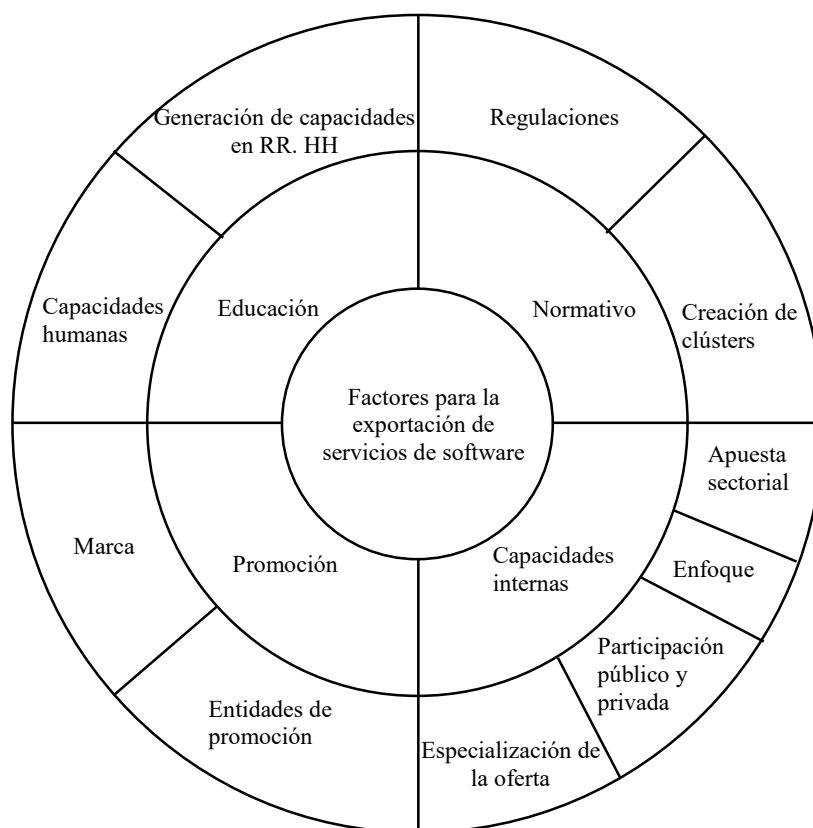 Generación de capacidades
en RR. HH
Regulaciones
Capacidades
humanas
Educación
Normativo
Creación de
clústers
Factores para la
exportación de
servicios de software
Apuesta
sectorial
Marca
Promoción
Capacidades
internas
Enfoque
Participación
público y
privada
Entidades de
promoción
Especialización de
la oferta